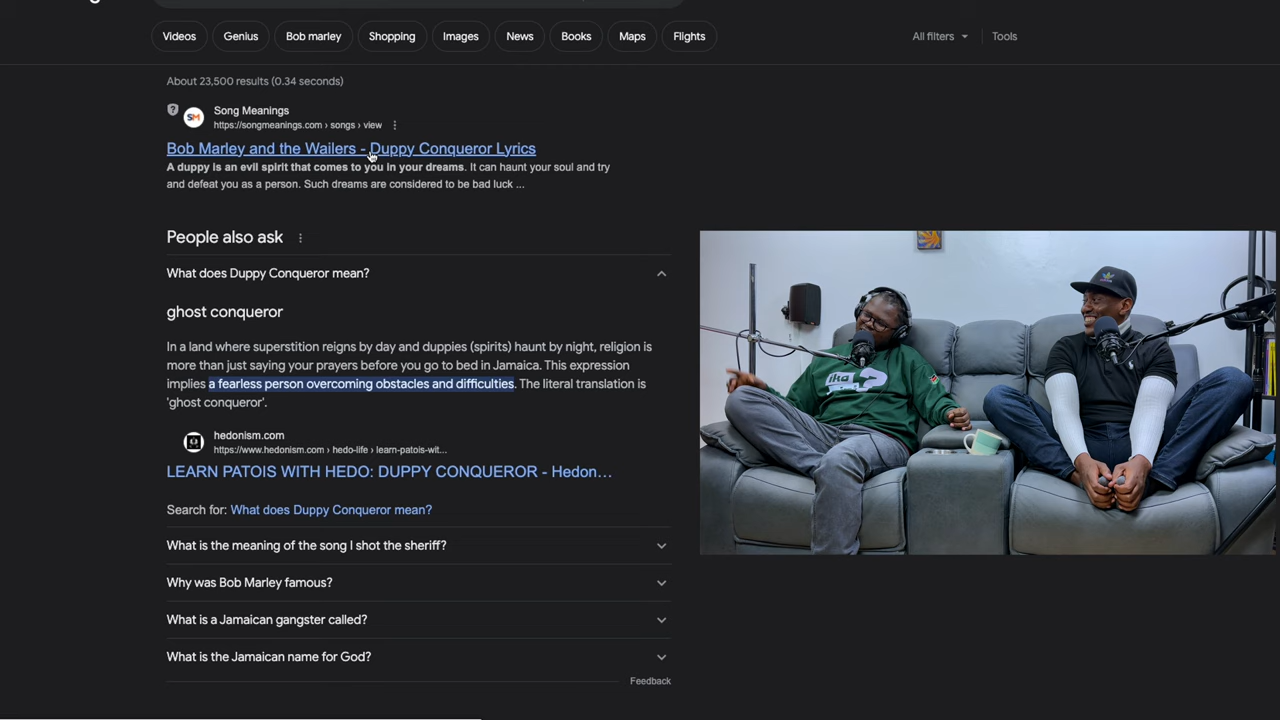 Videos
Genius
Bob marley
Shopping
Images
News
Books
Maps
Flights
All filters
Tools
About 23,500 results (0.34 seconds)
SM
Song Meanings
https://songmeanings.com › songs › view
Bob Marley and the Wailers - Duppy Conqueror Lyrics
A duppy is an evil spirit that comes to you in your dreams. It can haunt your soul and try
and defeat you as a person. Such dreams are considered to be bad luck ...
People also ask
What does Duppy Conqueror mean?
ghost conqueror
In a land where superstition reigns by day and duppies (spirits) haunt by night, religion is
more than just saying your prayers before you go to bed in Jamaica. This expression
implies a fearless person overcoming obstacles and difficulties. The literal translation is
'ghost conqueror'.
hedonism.com
https://www.hedonism.com › hedo-life › learn-patois-wit...
LEARN PATOIS WITH HEDO: DUPPY CONQUEROR - Hedon...
Search for: What does Duppy Conqueror mean?
What is the meaning of the song I shot the sheriff?
Why was Bob Marley famous?
What is a Jamaican gangster called?
What is the Jamaican name for God?
Feedback